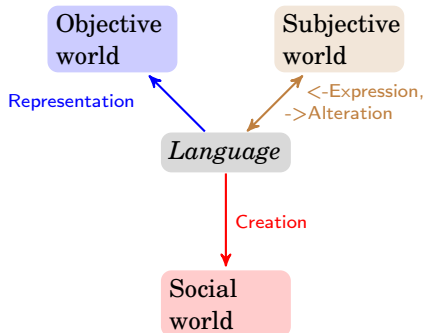 Objective
world
Subjective
world
Representation
<-Expression,
->Alteration
Language
Creation
Social
world